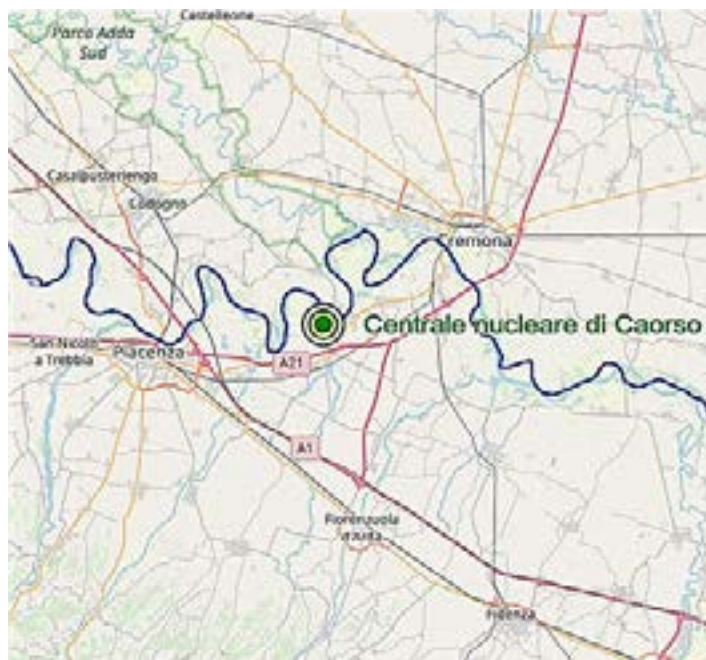 Castelleone
Parco Adda
Sud
Casalpusterlengo
Codogno
Cremona
Centrale nucleare di Caorso
San Nicolò
a Trebbia
Piacenza
A21
A1
Fiorenzuola
d'Arda
Fidenza